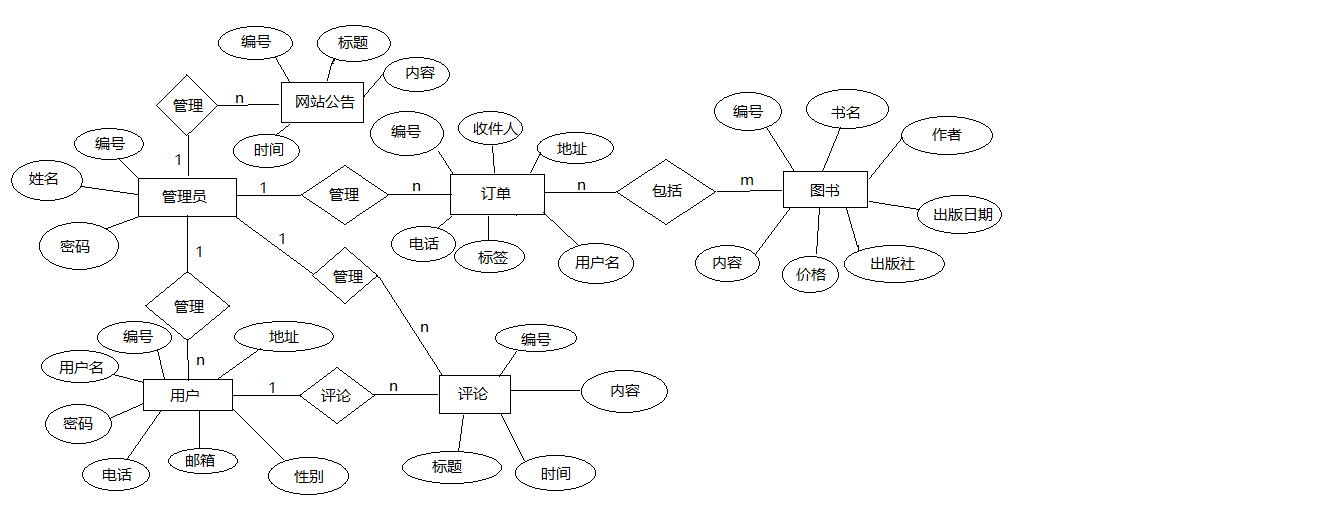 编号
标题
内容
管理
n
网站公告
时间
1
编号
姓名
密码
管理员
1
管理
n
编号
收件人
地址
订单
电话
标签
用户名
n
包括
m
编号
书名
作者
图书
出版日期
内容
价格
出版社
1
管理
n
1
管理
n
编号
地址
用户名
密码
用户
电话
邮箱
性别
1
评论
n
评论
编号
内容
标题
时间